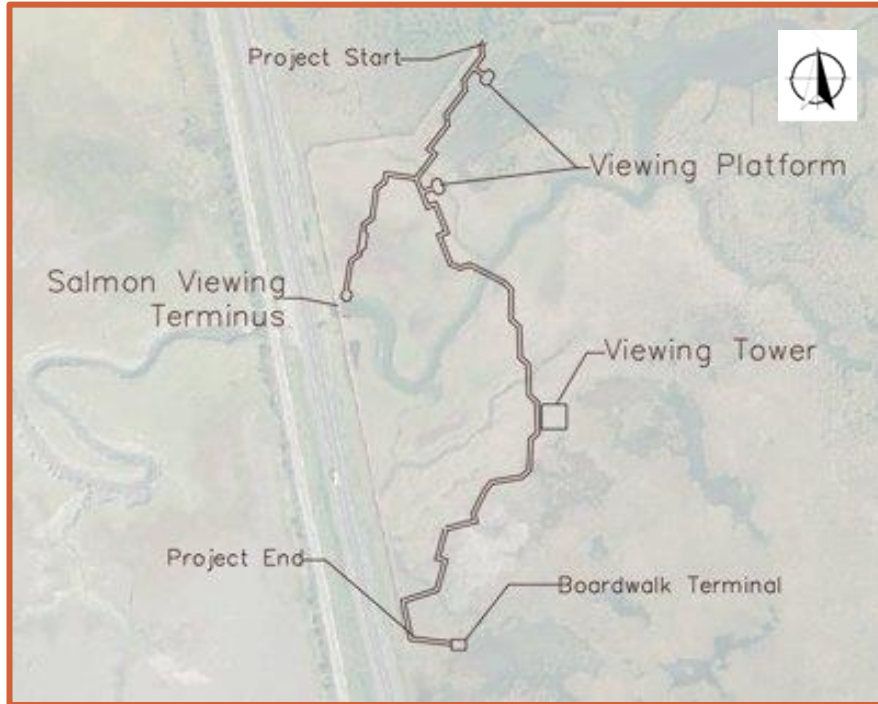 Project Start
Viewing Platform
Salmon Viewing
Terminus
Viewing Tower
Project End
Boardwalk Terminal